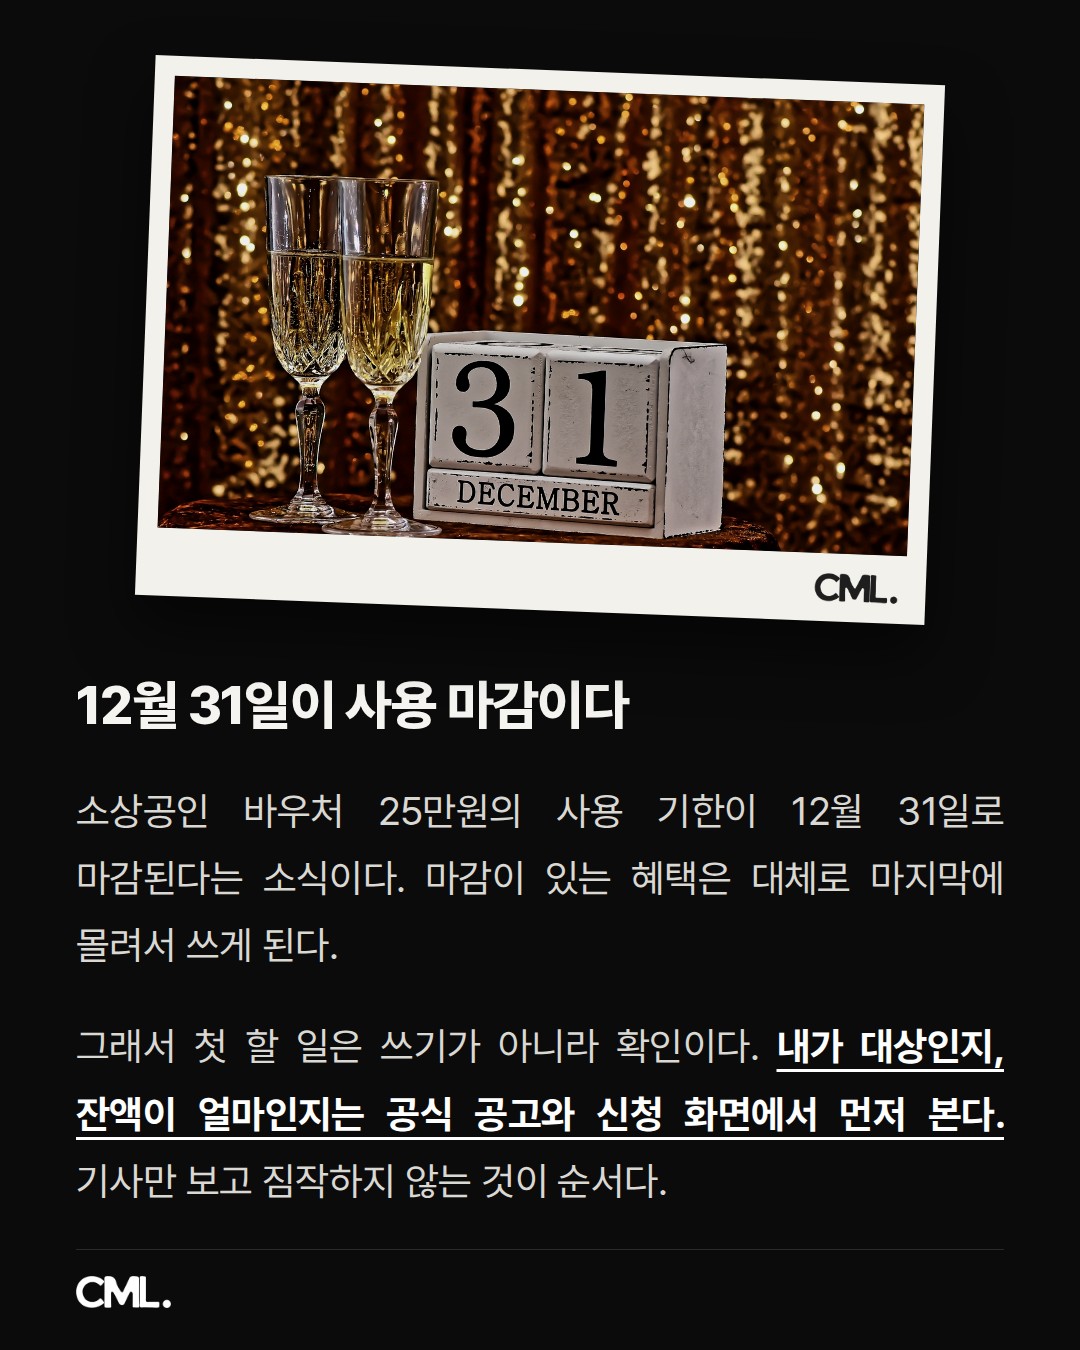 31
DECEMBER
CML.
12월 31일이 사용 마감이다
소상공인 바우처 25만원의 사용 기한이 12월 31일로
마감된다는 소식이다. 마감이 있는 혜택은 대체로 마지막에
몰려서 쓰게 된다.
그래서 첫 할 일은 쓰기가 아니라 확인이다. 내가 대상인지,
잔액이 얼마인지는 공식 공고와 신청 화면에서 먼저 본다.
기사만 보고 짐작하지 않는 것이 순서다.
CML.